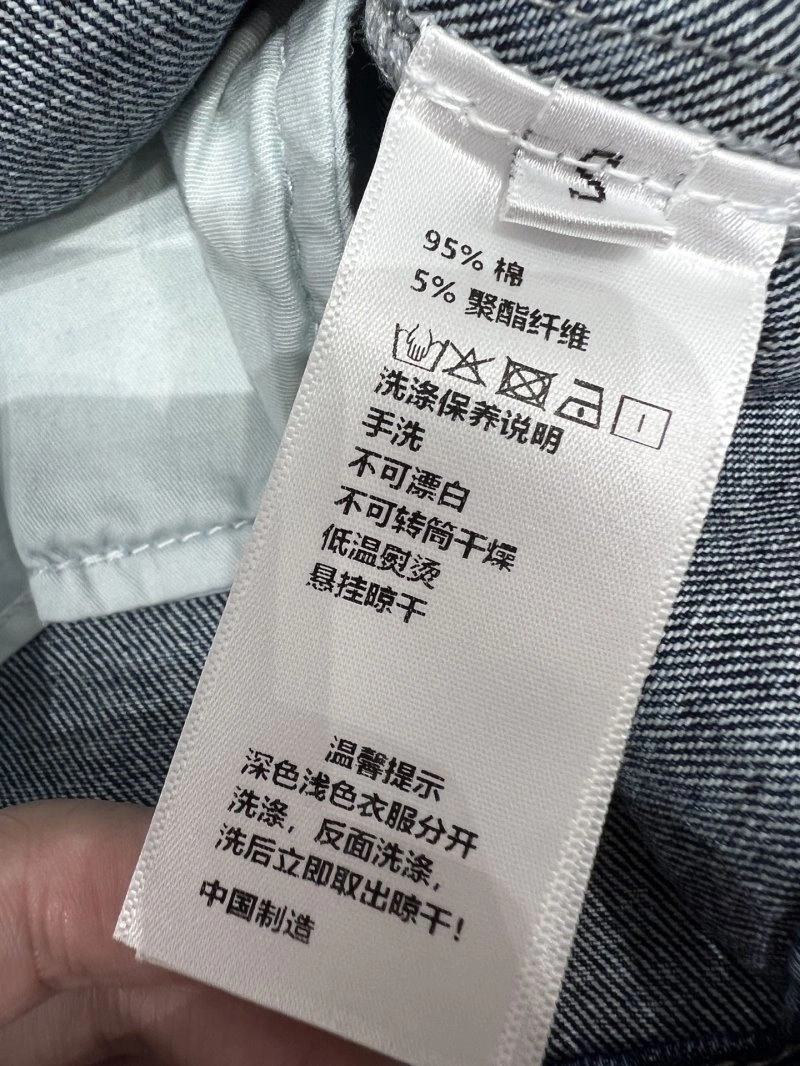 S
95% 棉
5% 聚酯纤维
洗涤保养说明
手洗
不可漂白
不可转筒干燥
低温熨烫
悬挂晾干
温馨提示
深色浅色衣服分开
洗涤，反面洗涤，
洗后立即取出晾干！
中国制造